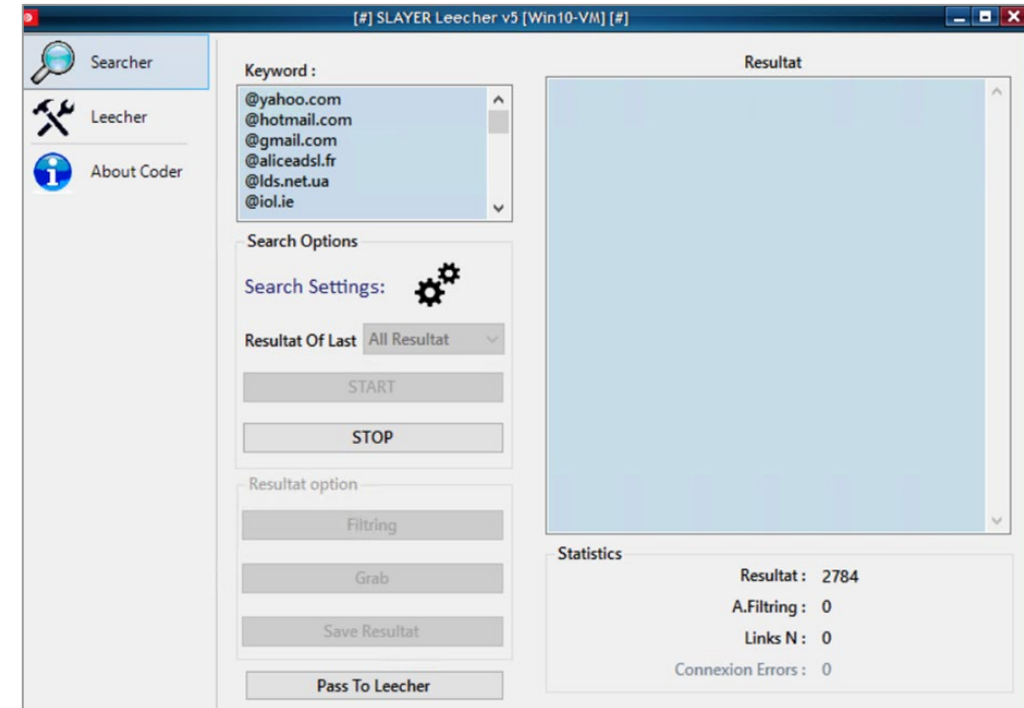 [#] SLAYER Leecher v5 [Win10-VM] [#]
Searcher
Leecher
About Coder
Keyword :
@yahoo.com
@hotmail.com
@gmail.com
@aliceadsl.fr
@lds.net.ua
@iol.ie
Search Options
Search Settings:
Resultat Of Last All Resultat
START
STOP
Resultat option
Filtring
Grab
Save Resultat
Pass To Leecher
Resultat
Statistics
Resultat : 2784
A.Filtring : 0
Links N : 0
Connexion Errors : 0